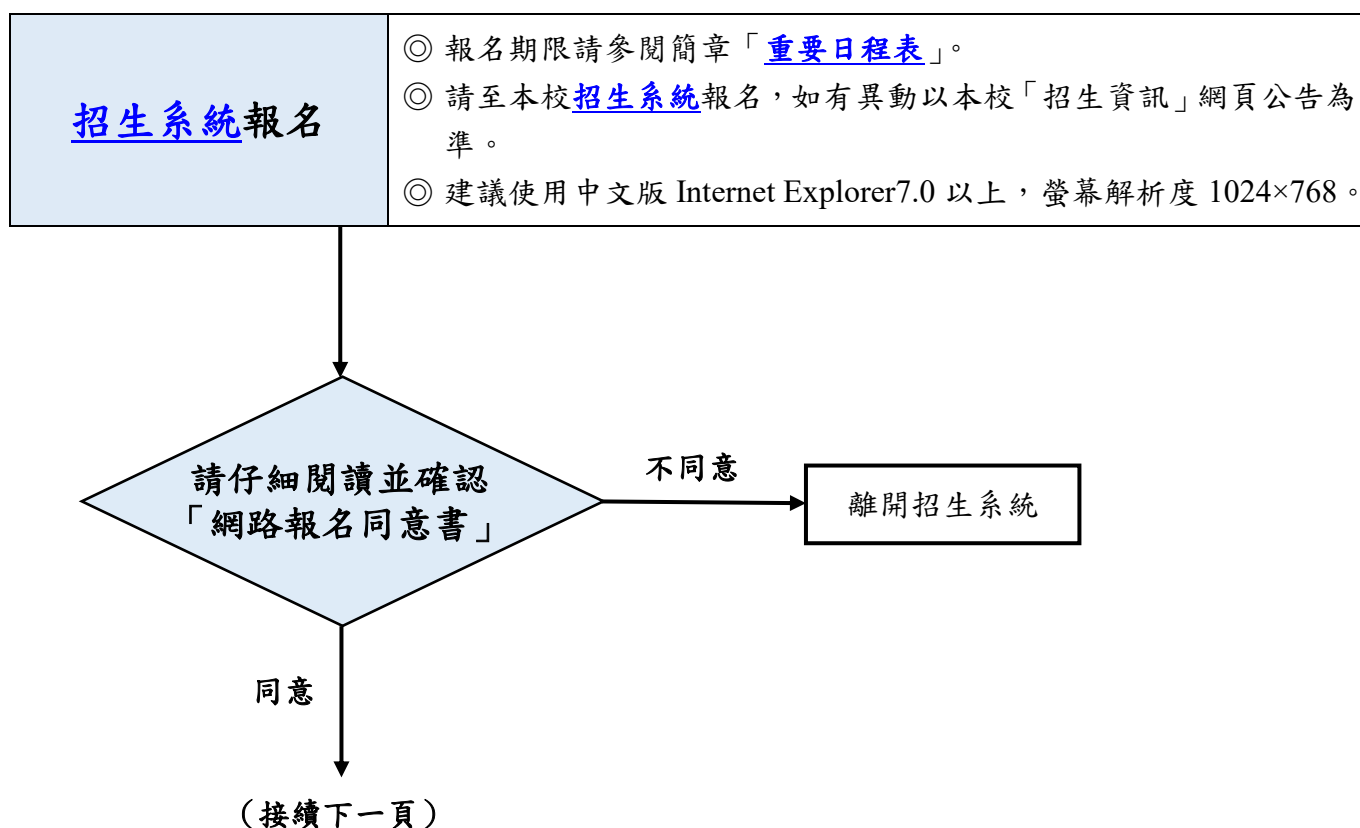 招生系統報名
◎ 報名期限請參閱簡章「重要日程表」。
◎ 請至本校招生系統報名，如有異動以本校「招生資訊」網頁公告為
準。
◎ 建議使用中文版 Internet Explorer7.0 以上，螢幕解析度 1024×768。
請仔細閱讀並確認
「網路報名同意書」
不同意
離開招生系統
同意
（接續下一頁）